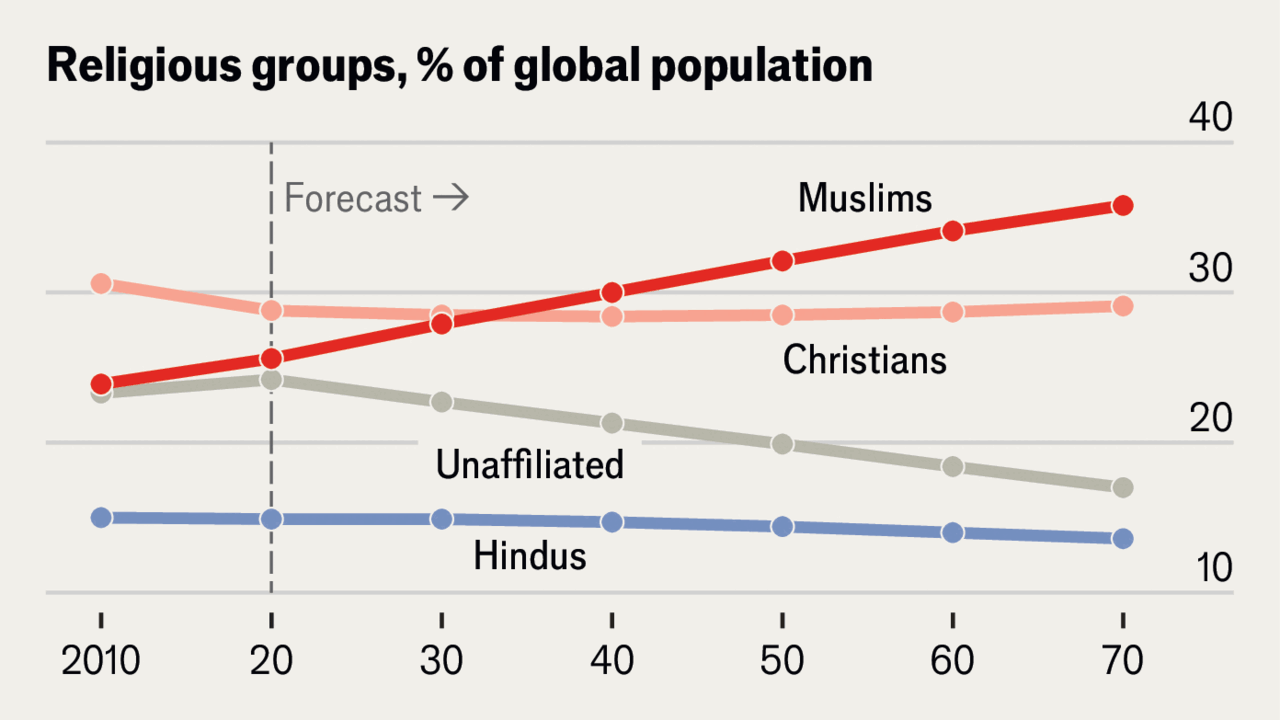 Religious groups, % of global population
40
Forecast →
Muslims
30
Christians
20
Unaffiliated
Hindus
10
2010 20 30 40 50 60 70